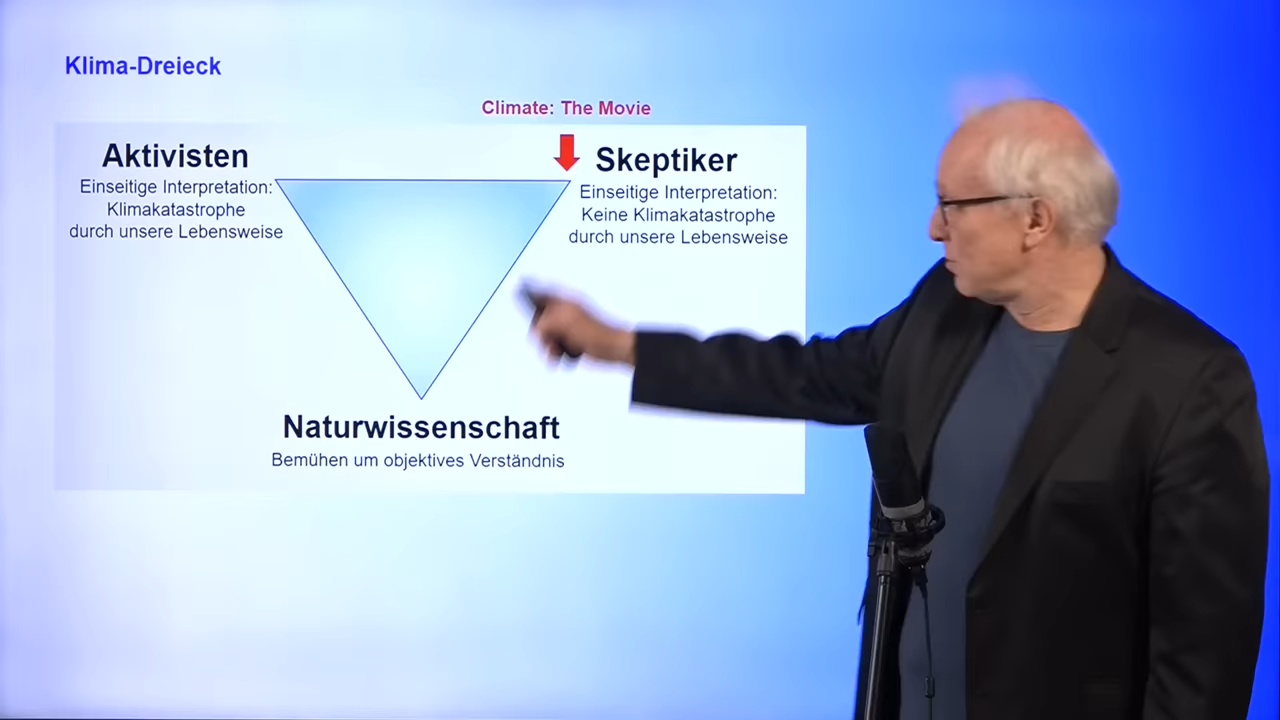 Klima-Dreieck
Climate: The Movie
Aktivisten
Einseitige Interpretation:
Klimakatastrophe
durch unsere Lebensweise
Skeptiker
Einseitige Interpretation:
Keine Klimakatastrophe
durch unsere Lebensweise
Naturwissenschaft
Bemühen um objektives Verständnis